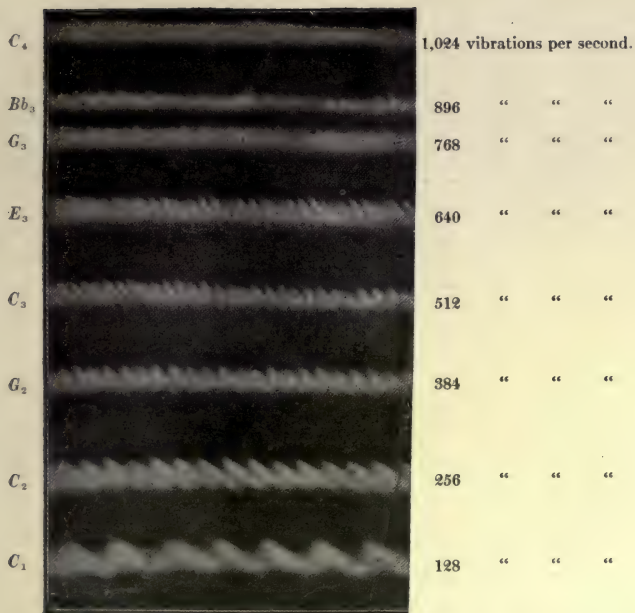 C₄ 1,024 vibrations per second.
Bb₃ 896 “ “ “
G₃ 768 “ “ “
E₃ 640 “ “ “
C₃ 512 “ “ “
G₂ 384 “ “ “
C₂ 256 “ “ “
C₁ 128 “ “ “